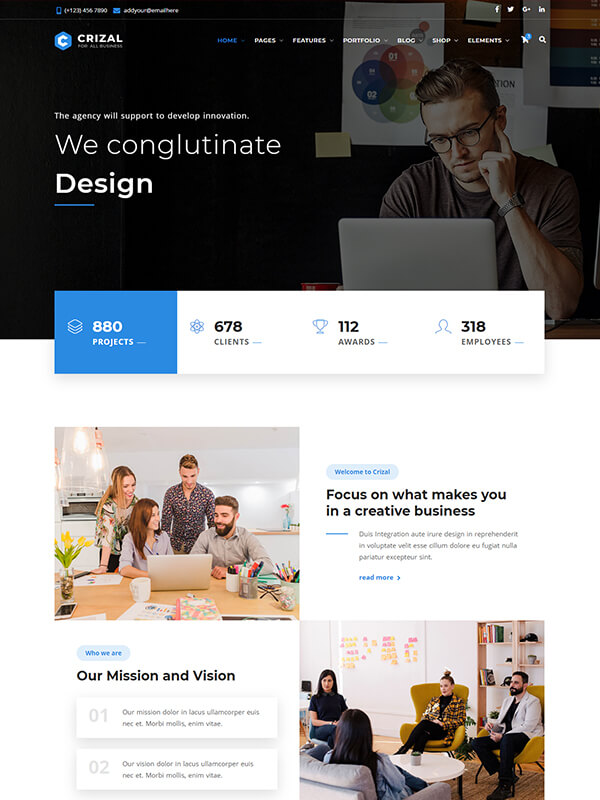 (+123) 456 7890 addyour@emailhere
CRIZAL
FOR ALL BUSINESS
HOME PAGES FEATURES PORTFOLIO BLOG SHOP ELEMENTS 3
The agency will support to develop innovation.
We conglutinate
Design
880
PROJECTS
678
CLIENTS
112
AWARDS
318
EMPLOYEES
Welcome to Crizal
Focus on what makes you
in a creative business
Duis Integration aute irure design in reprehenderit
in voluptate velit esse cillum dolore eu fugiat nulla
pariatur excepteur sint.
read more
Who we are
Our Mission and Vision
01
Our mission dolor in lacus ullamcorper euis
nec et. Morbi mollis, enim vitae.
02
Our vision dolor in lacus ullamcorper euis
nec et. Morbi mollis, enim vitae.